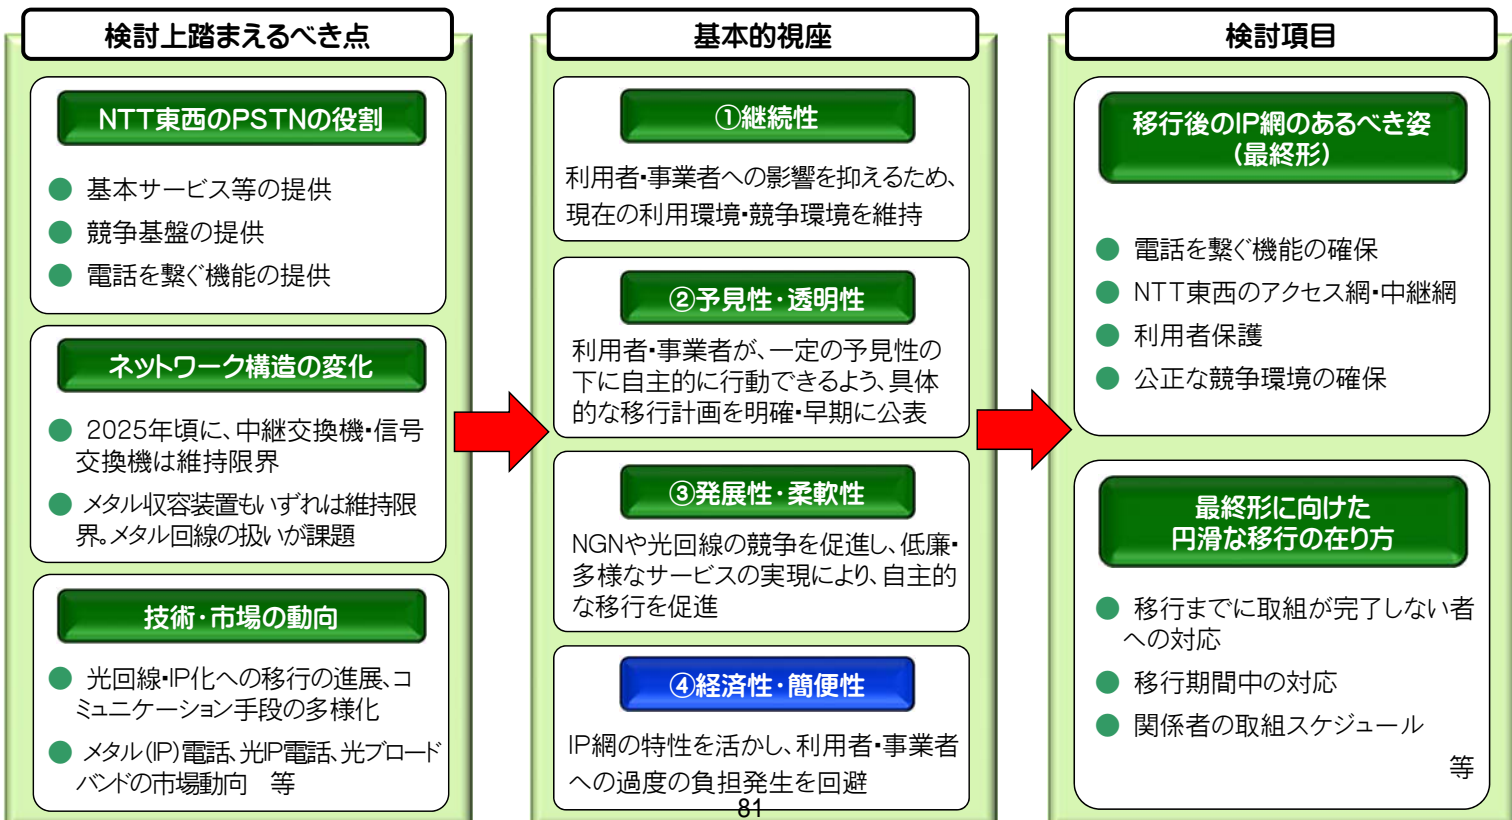 検討上踏まえるべき点
NTT東西のPSTNの役割
● 基本サービス等の提供
● 競争基盤の提供
● 電話を繋ぐ機能の提供
ネットワーク構造の変化
● 2025年頃に、中継交換機・信号
交換機は維持限界
● メタル収容装置もいずれは維持限
界。メタル回線の扱いが課題
技術・市場の動向
● 光回線・IP化への移行の進展、コ
ミュニケーション手段の多様化
● メタル(IP)電話、光IP電話、光ブロード
バンドの市場動向　等
基本的視座
①継続性
利用者・事業者への影響を抑えるため、
現在の利用環境・競争環境を維持
②予見性・透明性
利用者・事業者が、一定の予見性の
下に自主的に行動できるよう、具体
的な移行計画を明確・早期に公表
③発展性・柔軟性
NGNや光回線の競争を促進し、低廉・
多様なサービスの実現により、自主的
な移行を促進
④経済性・簡便性
IP網の特性を活かし、利用者・事業者
への過度の負担発生を回避
81
検討項目
移行後のIP網のあるべき姿
(最終形)
● 電話を繋ぐ機能の確保
● NTT東西のアクセス網・中継網
● 利用者保護
● 公正な競争環境の確保
最終形に向けた
円滑な移行の在り方
● 移行までに取組が完了しない者
への対応
● 移行期間中の対応
● 関係者の取組スケジュール
等